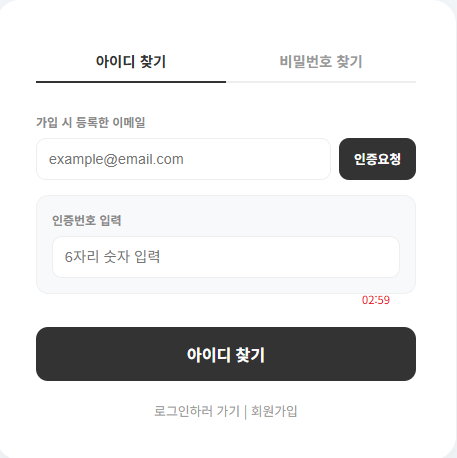 아이디 찾기 비밀번호 찾기
가입 시 등록한 이메일
example@email.com 인증요청
인증번호 입력
6자리 숫자 입력
02:59
아이디 찾기
로그인하러 가기 | 회원가입